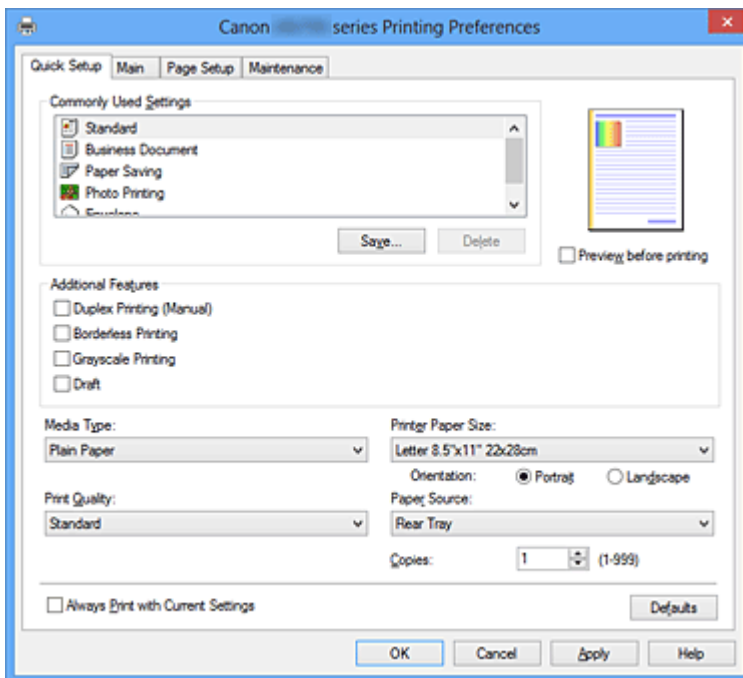 Canon series Printing Preferences
Quick Setup Main Page Setup Maintenance
Commonly Used Settings
Standard
Business Document
Paper Saving
Photo Printing
Envelope
Save... Delete
Preview before printing
Additional Features
Duplex Printing (Manual)
Borderless Printing
Grayscale Printing
Draft
Media Type: Printer Paper Size:
Plain Paper Letter 8.5"x11" 22x28cm
Orientation: Portrait Landscape
Print Quality: Paper Source:
Standard Rear Tray
Copies: 1 (1-999)
Always Print with Current Settings Defaults
OK Cancel Apply Help